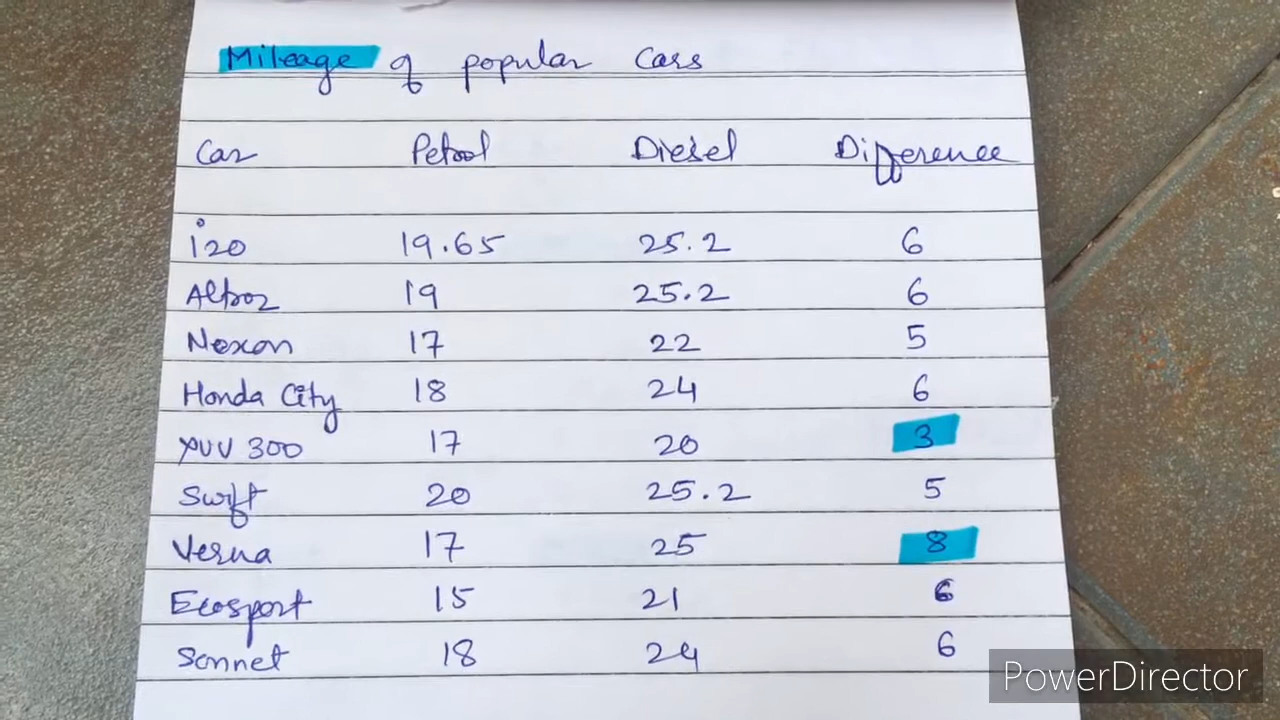 Mileage of popular Cars
Car Petrol Diesel Difference
i20 19.65 25.2 6
Altroz 19 25.2 6
Nexon 17 22 5
Honda City 18 24 6
XUV 300 17 20 3
Swift 20 25.2 5
Verna 17 25 8
Ecosport 15 21 6
Sonnet 18 24 6
PowerDirector